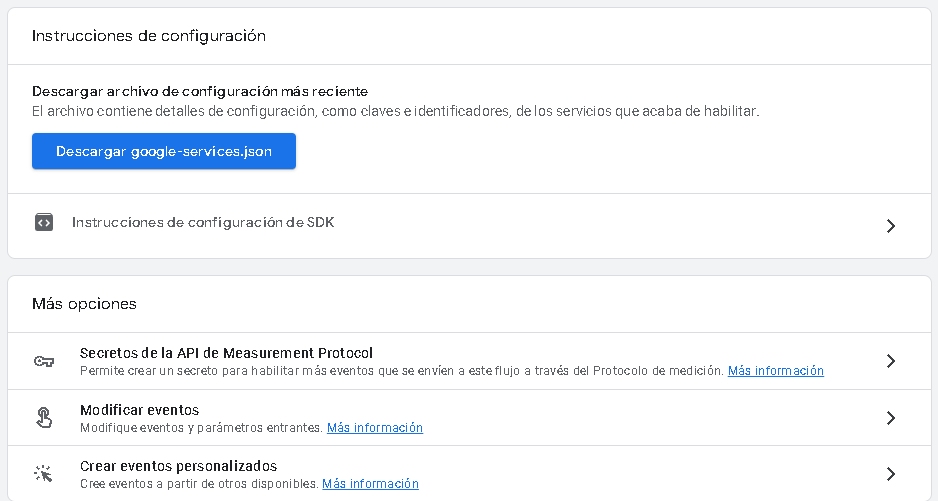 Instrucciones de configuración
Descargar archivo de configuración más reciente
El archivo contiene detalles de configuración, como claves e identificadores, de los servicios que acaba de habilitar.
Descargar google-services.json
Instrucciones de configuración de SDK
Más opciones
Secretos de la API de Measurement Protocol
Permite crear un secreto para habilitar más eventos que se envíen a este flujo a través del Protocolo de medición. Más información
Modificar eventos
Modifique eventos y parámetros entrantes. Más información
Crear eventos personalizados
Cree eventos a partir de otros disponibles. Más información